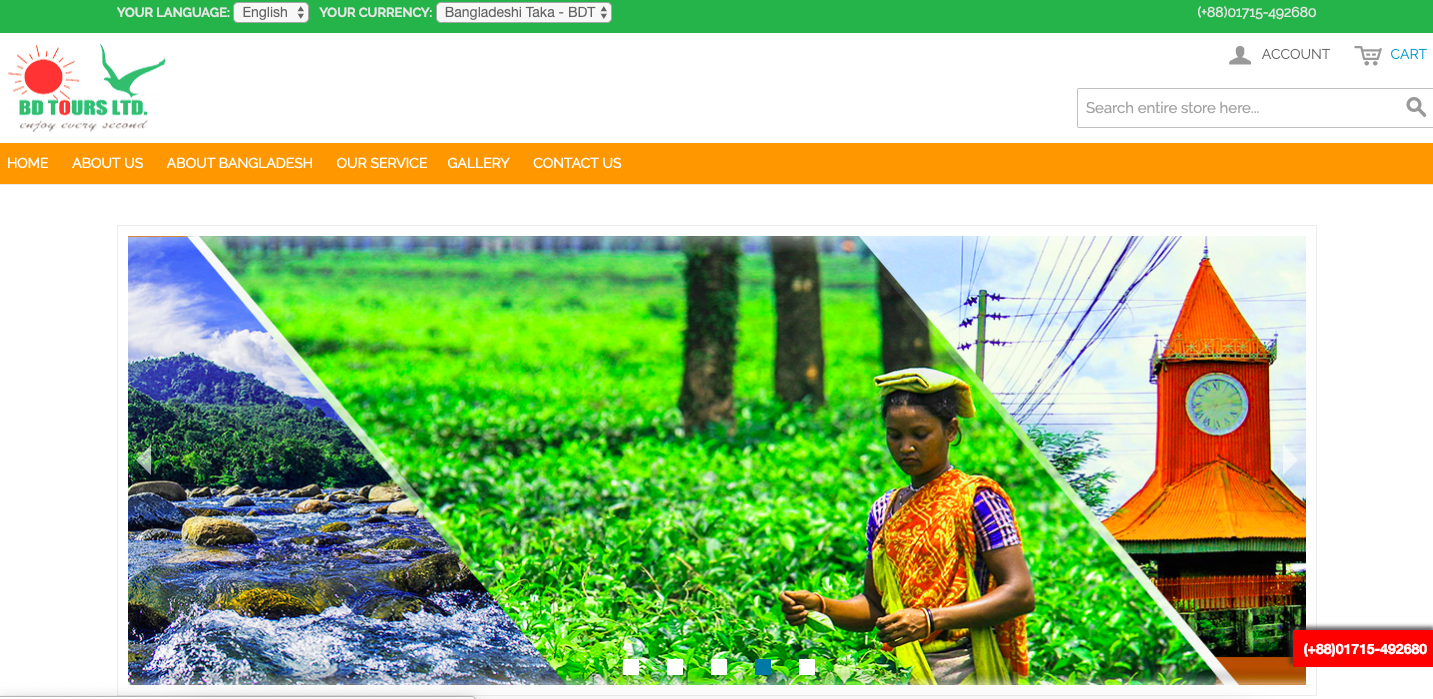 YOUR LANGUAGE: English YOUR CURRENCY: Bangladeshi Taka - BDT (+88)01715-492680
ACCOUNT CART
BD TOURS LTD.
enjoy every second
Search entire store here...
HOME ABOUT US ABOUT BANGLADESH OUR SERVICE GALLERY CONTACT US
(+88)01715-492680